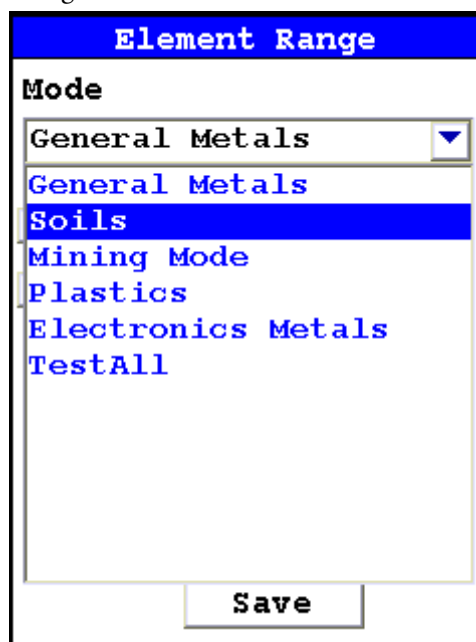 Element Range
Mode
General Metals
General Metals
Soils
Mining Mode
Plastics
Electronics Metals
TestAll
Save